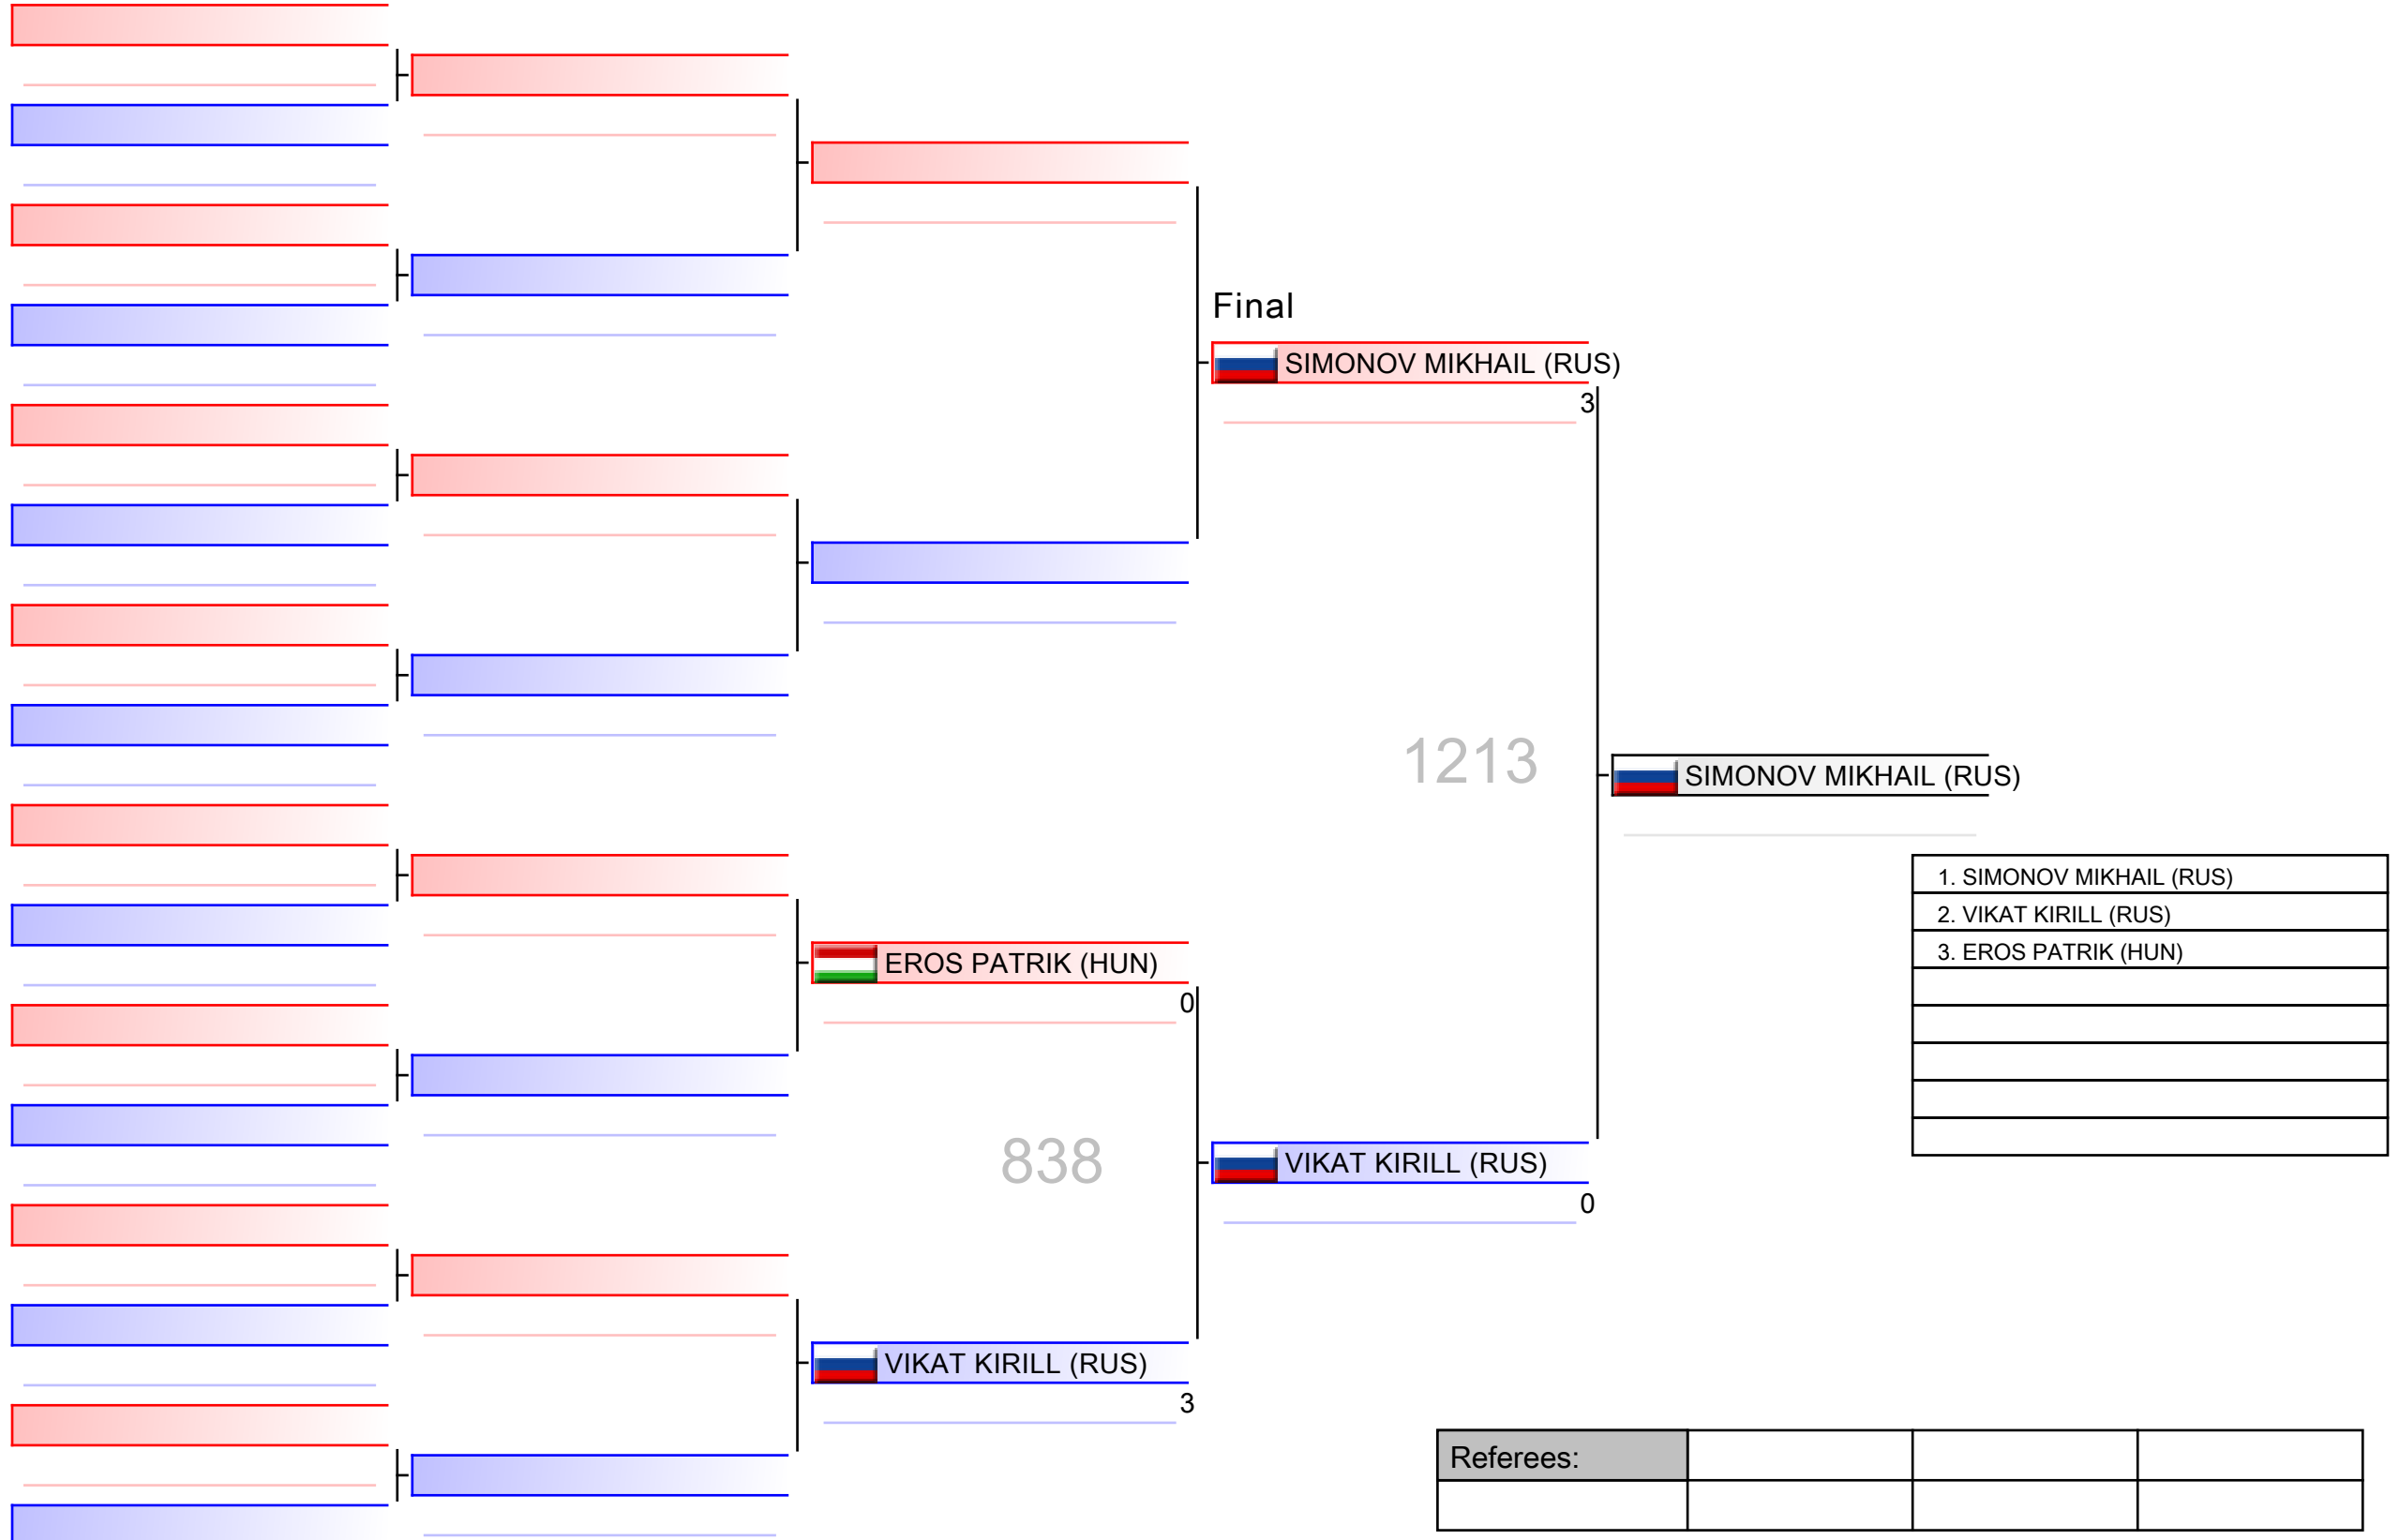 Final
SIMONOV MIKHAIL (RUS)
3
1213
SIMONOV MIKHAIL (RUS)
1. SIMONOV MIKHAIL (RUS)
2. VIKAT KIRILL (RUS)
3. EROS PATRIK (HUN)
EROS PATRIK (HUN)
0
838
VIKAT KIRILL (RUS)
0
VIKAT KIRILL (RUS)
3
Referees: